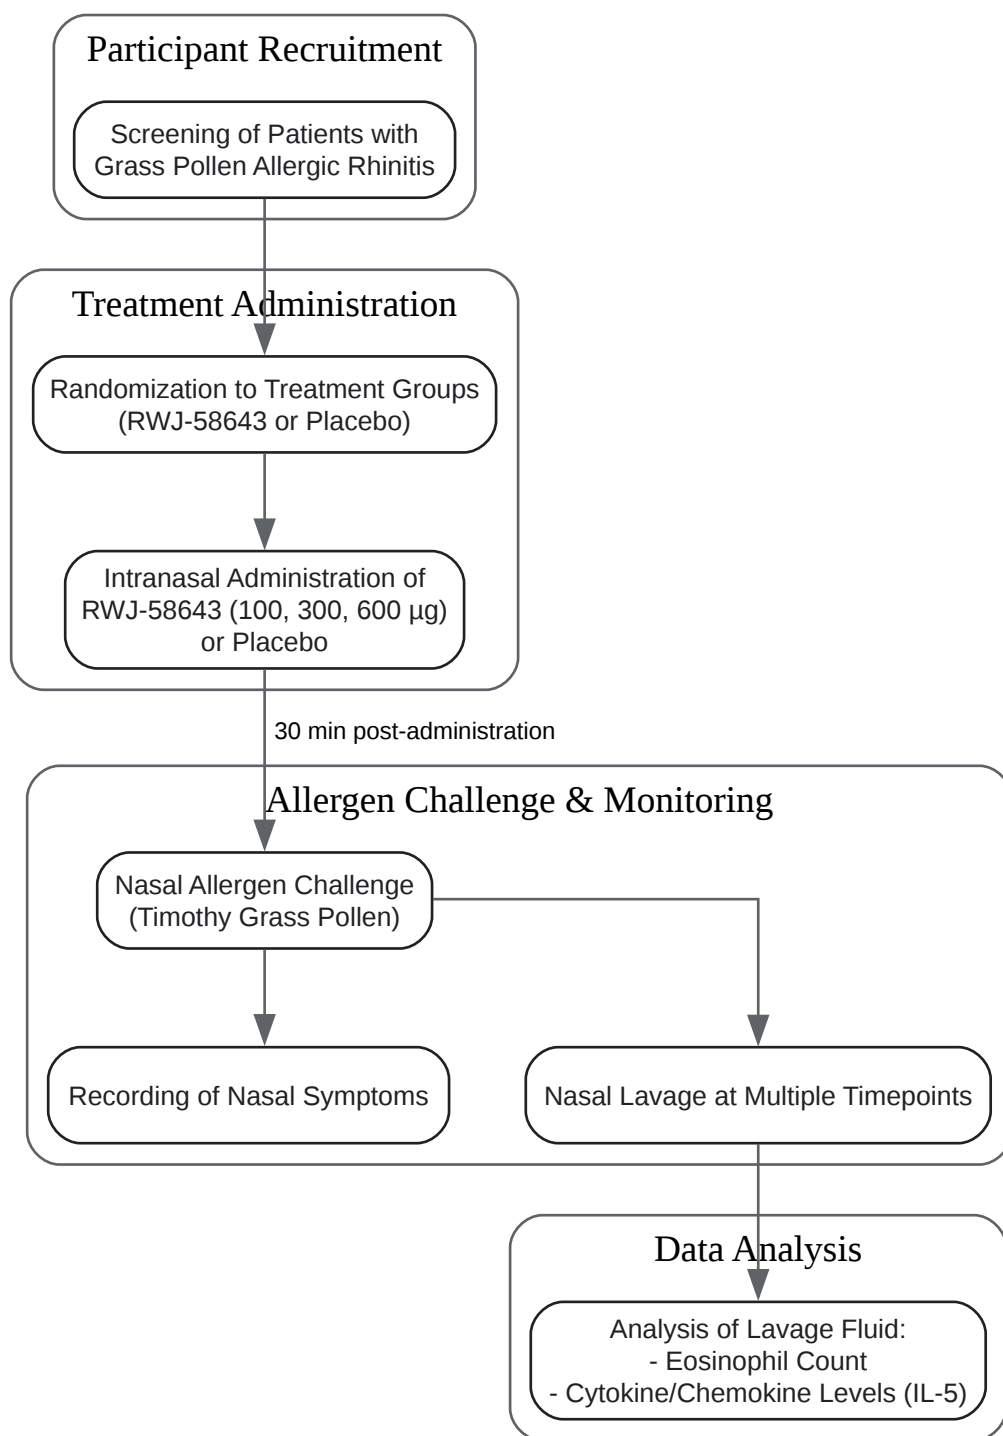 Participant Recruitment
Screening of Patients with
Grass Pollen Allergic Rhinitis
Treatment Administration
Randomization to Treatment Groups
(RWJ-58643 or Placebo)
Intranasal Administration of
RWJ-58643 (100, 300, 600 µg)
or Placebo
30 min post-administration
Allergen Challenge & Monitoring
Nasal Allergen Challenge
(Timothy Grass Pollen)
Recording of Nasal Symptoms
Nasal Lavage at Multiple Timepoints
Data Analysis
Analysis of Lavage Fluid:
- Eosinophil Count
- Cytokine/Chemokine Levels (IL-5)